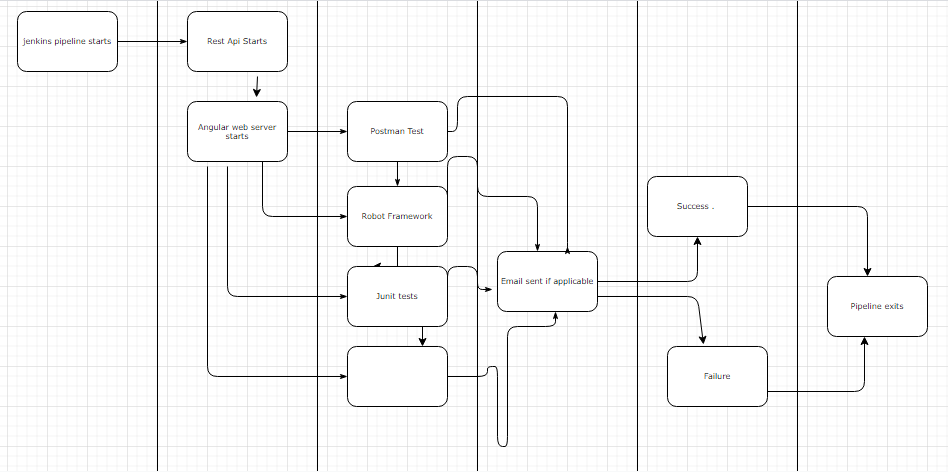 jenkins pipeline starts
Rest Api Starts
Angular web server
starts
Postman Test
Robot Framework
Junit tests
Email sent if applicable
Success .
Failure
Pipeline exits